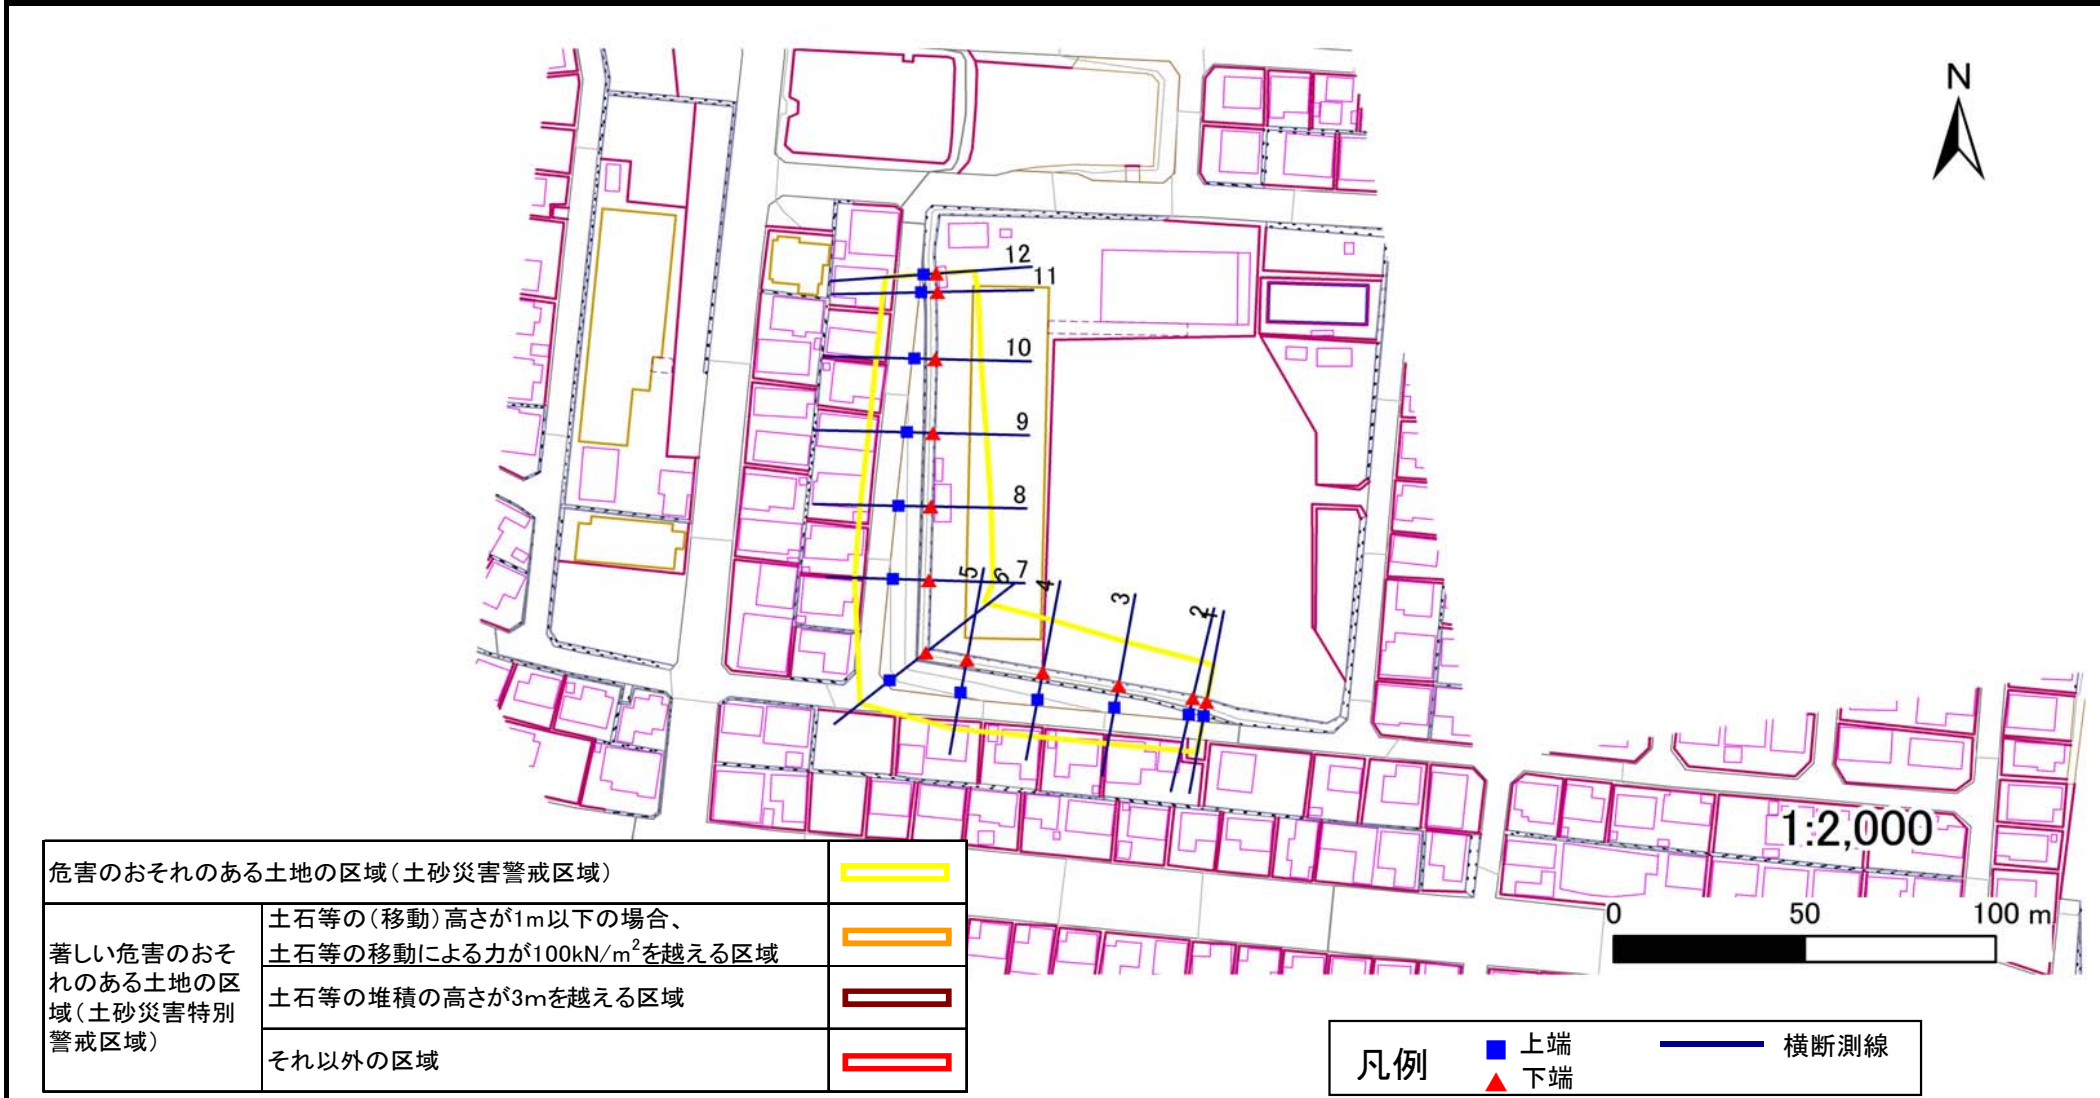 N
12
11
10
9
8
7
6
5
4
3
2
1
1:2,000
0 50 100 m
危害のおそれのある土地の区域(土砂災害警戒区域)
著しい危害のおそ
れのある土地の区
域(土砂災害特別
警戒区域)
土石等の(移動)高さが1m以下の場合、
土石等の移動による力が100kN/m²を越える区域
土石等の堆積の高さが3mを越える区域
それ以外の区域
凡例
上端
下端
横断測線